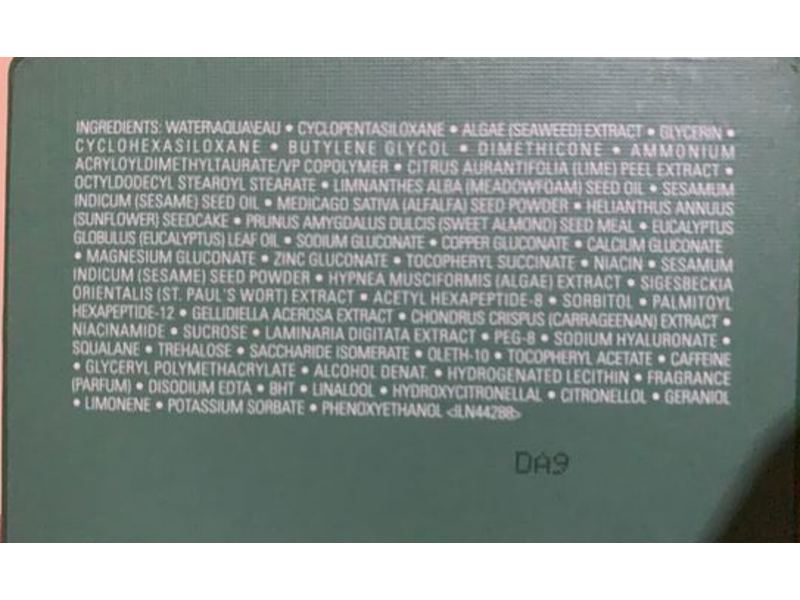 INGREDIENTS: WATER\AQUA\EAU • CYCLOPENTASILOXANE • ALGAE (SEAWEED) EXTRACT • GLYCERIN •
CYCLOHEXASILOXANE • BUTYLENE GLYCOL • DIMETHICONE • AMMONIUM
ACRYLOYLDIMETHYLTAURATE/VP COPOLYMER • CITRUS AURANTIFOLIA (LIME) PEEL EXTRACT •
OCTYLDODECYL STEAROYL STEARATE • LIMNANTHES ALBA (MEADOWFOAM) SEED OIL • SESAMUM
INDICUM (SESAME) SEED OIL • MEDICAGO SATIVA (ALFALFA) SEED POWDER • HELIANTHUS ANNUUS
(SUNFLOWER) SEEDCAKE • PRUNUS AMYGDALUS DULCIS (SWEET ALMOND) SEED MEAL • EUCALYPTUS
GLOBULUS (EUCALYPTUS) LEAF OIL • SODIUM GLUCONATE • COPPER GLUCONATE • CALCIUM GLUCONATE
• MAGNESIUM GLUCONATE • ZINC GLUCONATE • TOCOPHERYL SUCCINATE • NIACIN • SESAMUM
INDICUM (SESAME) SEED POWDER • HYPNEA MUSCIFORMIS (ALGAE) EXTRACT • SIGESBECKIA
ORIENTALIS (ST. PAUL'S WORT) EXTRACT • ACETYL HEXAPEPTIDE-8 • SORBITOL • PALMITOYL
HEXAPEPTIDE-12 • GELLIDIELLA ACEROSA EXTRACT • CHONDRUS CRISPUS (CARRAGEENAN) EXTRACT •
NIACINAMIDE • SUCROSE • LAMINARIA DIGITATA EXTRACT • PEG-8 • SODIUM HYALURONATE •
SQUALANE • TREHALOSE • SACCHARIDE ISOMERATE • OLETH-10 • TOCOPHERYL ACETATE • CAFFEINE
• GLYCERYL POLYMETHACRYLATE • ALCOHOL DENAT. • HYDROGENATED LECITHIN • FRAGRANCE
(PARFUM) • DISODIUM EDTA • BHT • LINALOOL • HYDROXYCITRONELLAL • CITRONELLOL • GERANIOL
• LIMONENE • POTASSIUM SORBATE • PHENOXYETHANOL <ILN44288>
DA9